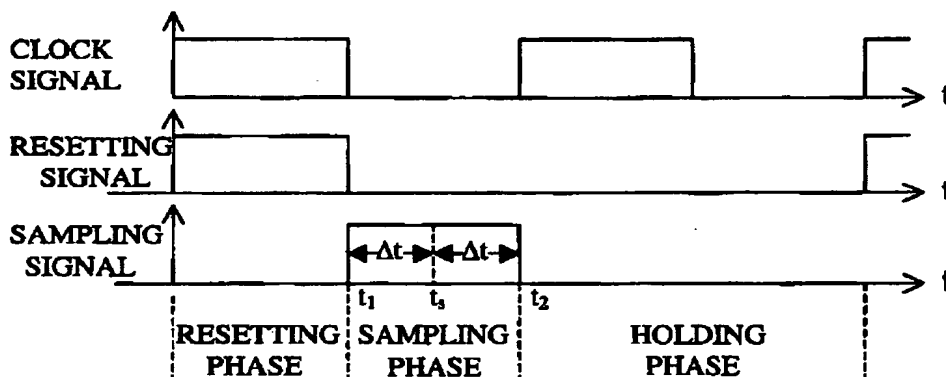 CLOCK
SIGNAL
t
RESETTING
SIGNAL
t
SAMPLING
SIGNAL
Δt Δt
t
t₁ tₛ t₂
RESETTING
PHASE
SAMPLING
PHASE
HOLDING
PHASE